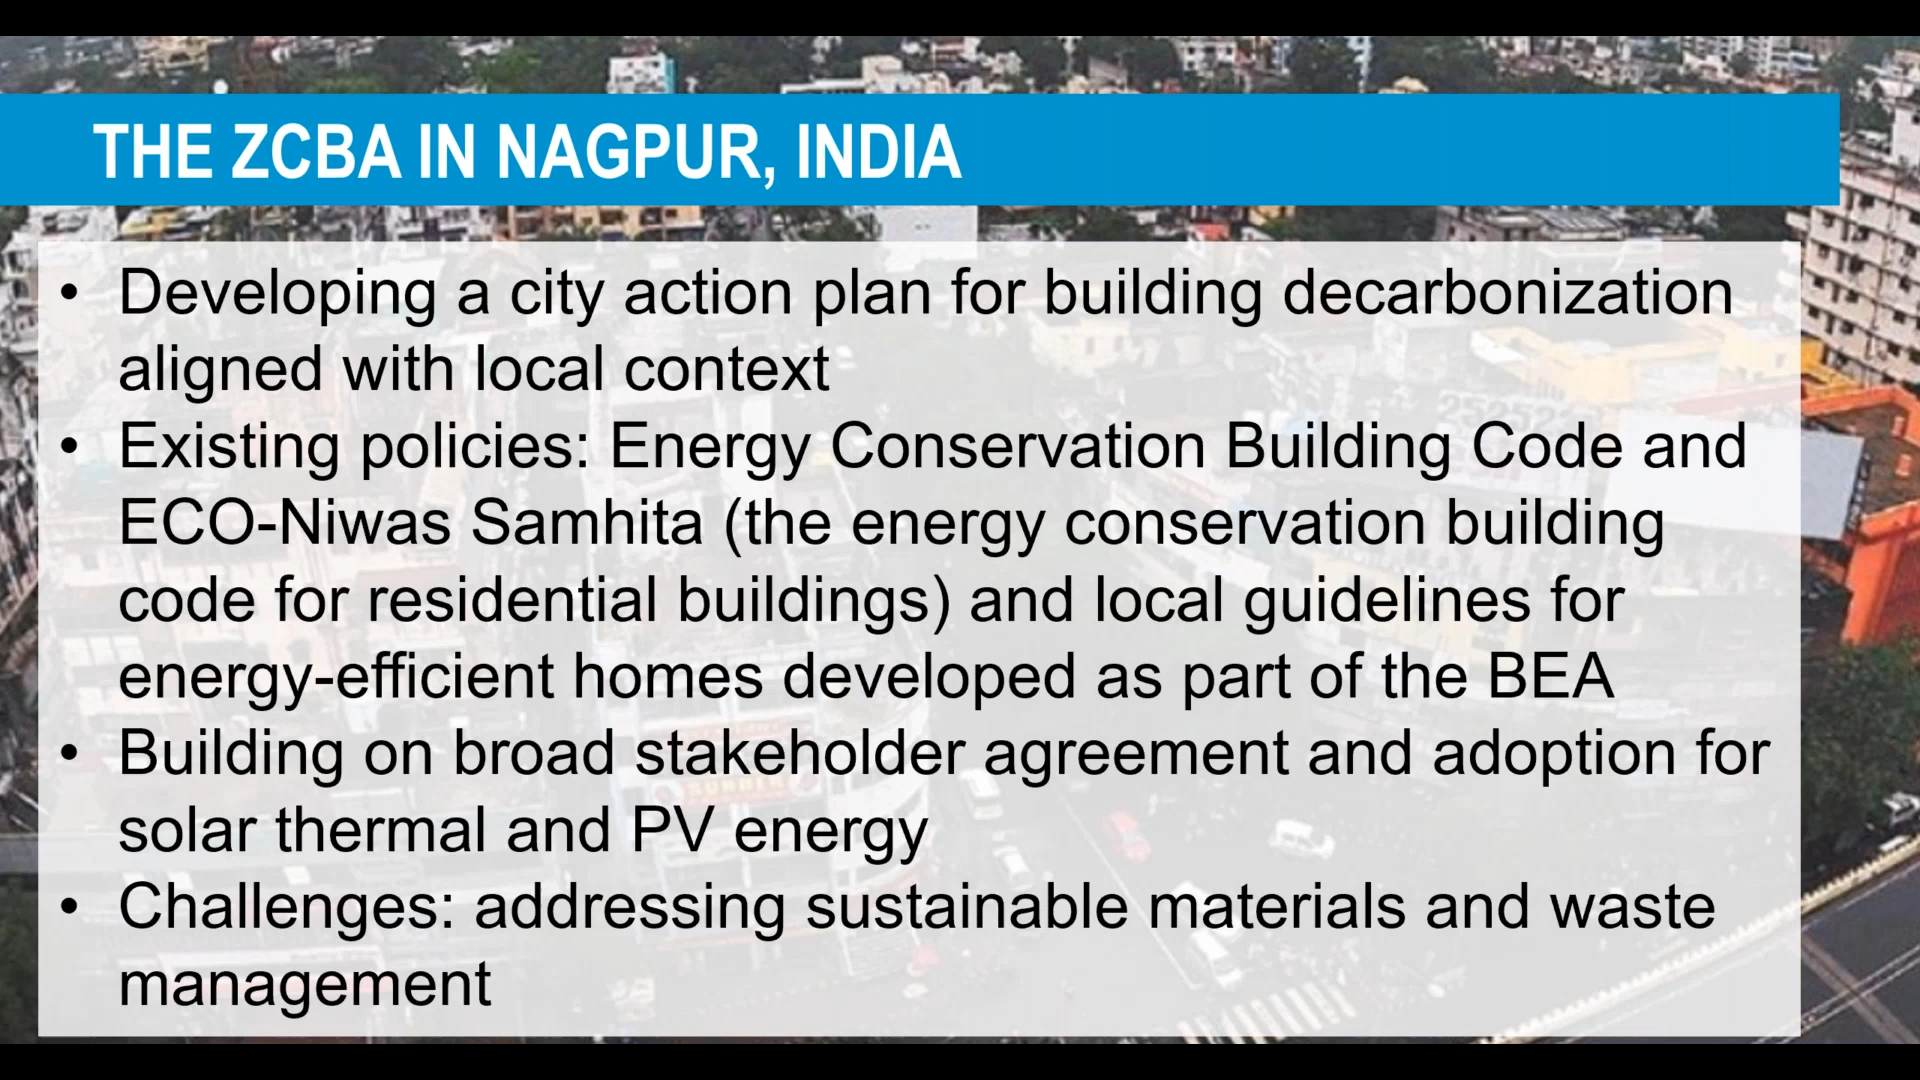 THE ZCBA IN NAGPUR, INDIA
• Developing a city action plan for building decarbonization
aligned with local context
• Existing policies: Energy Conservation Building Code and
ECO-Niwas Samhita (the energy conservation building
code for residential buildings) and local guidelines for
energy-efficient homes developed as part of the BEA
• Building on broad stakeholder agreement and adoption for
solar thermal and PV energy
• Challenges: addressing sustainable materials and waste
management